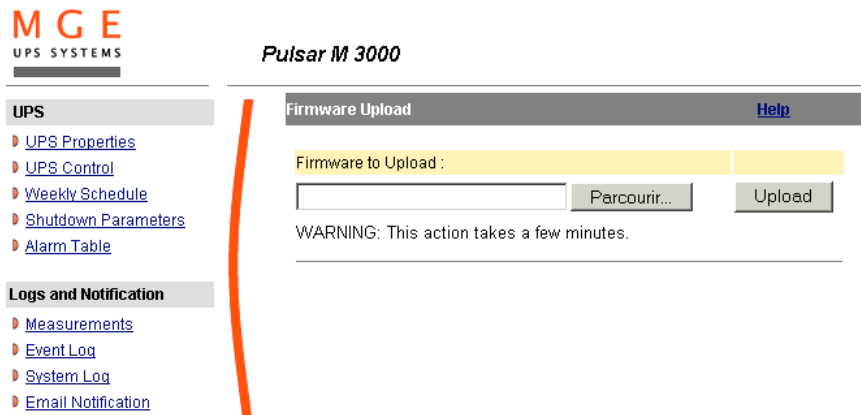 MGE
UPS SYSTEMS
Pulsar M 3000
UPS
UPS Properties
UPS Control
Weekly Schedule
Shutdown Parameters
Alarm Table
Logs and Notification
Measurements
Event Log
System Log
Email Notification
Firmware Upload Help
Firmware to Upload :
Parcourir... Upload
WARNING: This action takes a few minutes.